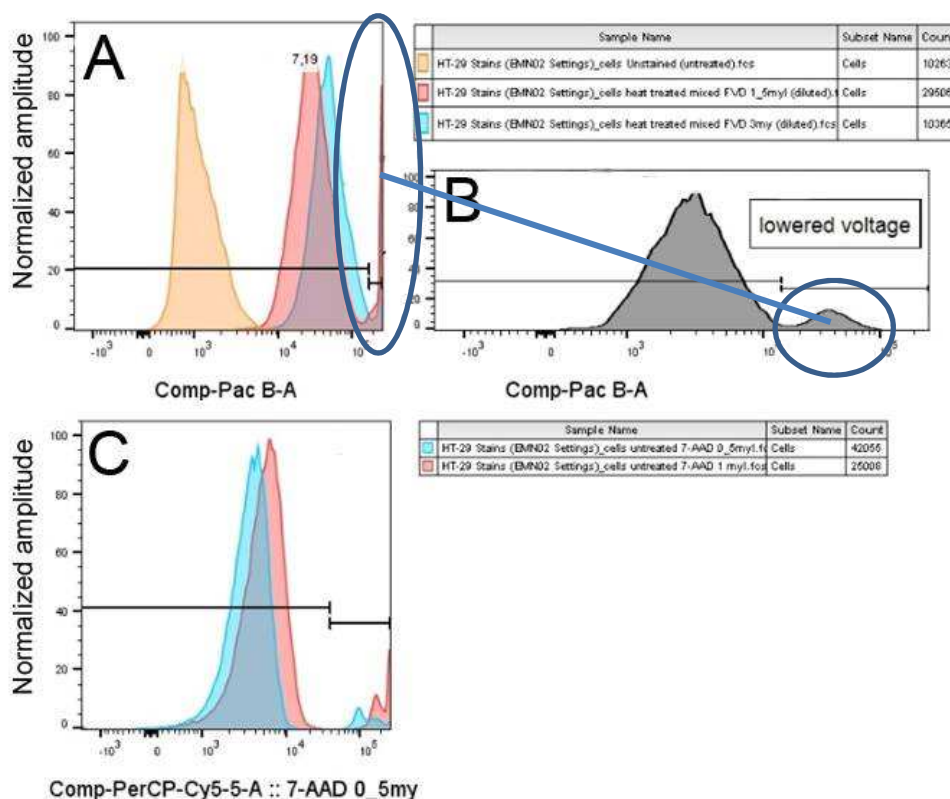 A
Normalized amplitude
100
80
60
40
20
0
7,19
-10³ 0 10³ 10⁴ 10⁵
Comp-Pac B-A
Sample Name Subset Name Coun
HT-29 Stains (EMN02 Settings)_cells Unstained (untreated).fcs Cells 10263
HT-29 Stains (EMN02 Settings)_cells heat treated mixed FVD 1_5myl (diluted).f Cells
HT-29 Stains (EMN02 Settings)_cells heat treated mixed FVD 3my (diluted).fcs Cells
B
lowered voltage
100
80
60
40
20
0
-10³ 0 10³ 10 10⁵
Comp-Pac B-A
C
Normalized amplitude
100
80
60
40
20
0
-10³ 0 10³ 10⁴ 10⁵
Comp-PerCP-Cy5-5-A :: 7-AAD 0_5my
Sample Name Subset Name Count
HT-29 Stains (EMN02 Settings)_cells untreated 7-AAD 0_5myl.fc Cells 42055
HT-29 Stains (EMN02 Settings)_cells untreated 7-AAD 1 myl.fcs Cells 25008